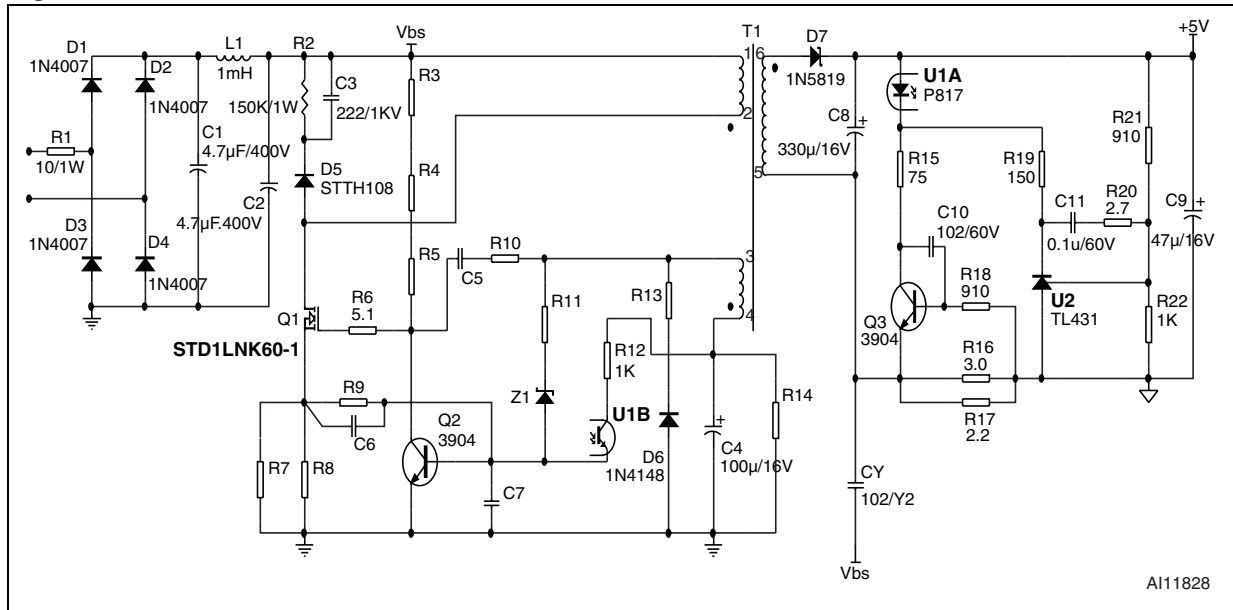 Vbs
T1
D7
1N5819
+5V
D1
1N4007
D2
1N4007
L1
1mH
R2
150K/1W
C3
222/1KV
R3
1
6
2
5
U1A
P817
R1
10/1W
C1
4.7µF/400V
C2
4.7µF.400V
D5
STTH108
R4
C8
+
330µ/16V
R15
75
R19
150
R21
910
C11
0.1u/60V
R20
2.7
C9
+
47µ/16V
D3
1N4007
D4
1N4007
R5
C5
R10
3
4
C10
102/60V
R18
910
Q1
STD1LNK60-1
R6
5.1
R11
R13
R12
1K
Q3
3904
U2
TL431
R22
1K
R16
3.0
R17
2.2
R9
C6
Z1
U1B
R14
R7
R8
Q2
3904
C7
D6
1N4148
C4
+
100µ/16V
CY
102/Y2
Vbs
AI11828